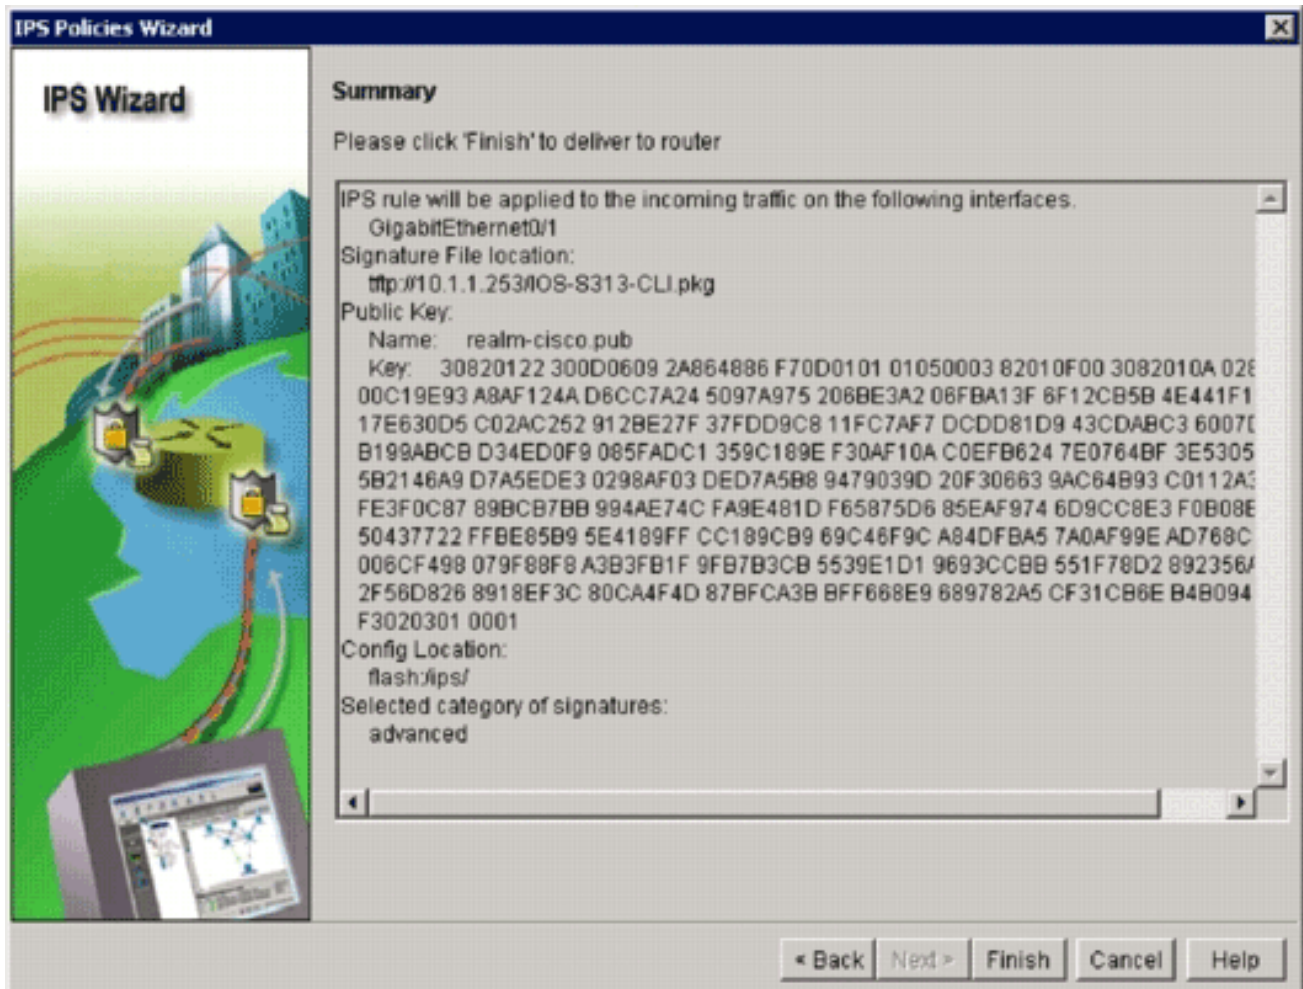 IPS Policies Wizard
IPS Wizard
Summary
Please click 'Finish' to deliver to router
IPS rule will be applied to the incoming traffic on the following interfaces.
GigabitEthernet0/1
Signature File location:
tftp://10.1.1.253/IOS-S313-CLI.pkg
Public Key:
Name: realm-cisco.pub
Key: 30820122 300D0609 2A864886 F70D0101 01050003 82010F00 3082010A 028
00C19E93 A8AF124A D6CC7A24 5097A975 206BE3A2 06FBA13F 6F12CB5B 4E441F1
17E630D5 C02AC252 912BE27F 37FDD9C8 11FC7AF7 DCDD81D9 43CDABC3 6007D
B199ABCB D34ED0F9 085FADC1 359C189E F30AF10A C0EFB624 7E0764BF 3E5305
5B2146A9 D7A5EDE3 0298AF03 DED7A5B8 9479039D 20F30663 9AC64B93 C0112A3
FE3F0C87 89BCB7BB 994AE74C FA9E481D F65875D6 85EAF974 6D9CC8E3 F0B08E
50437722 FFBE85B9 5E4189FF CC189CB9 69C46F9C A84DFBA5 7A0AF99E AD768C
006CF498 079F88F8 A3B3FB1F 9FB7B3CB 5539E1D1 9693CCBB 551F78D2 892356A
2F56D826 8918EF3C 80CA4F4D 87BFCA3B BFF668E9 689782A5 CF31CB6E B4B094
F3020301 0001
Config Location:
flash:/ips/
Selected category of signatures:
advanced
< Back Next > Finish Cancel Help